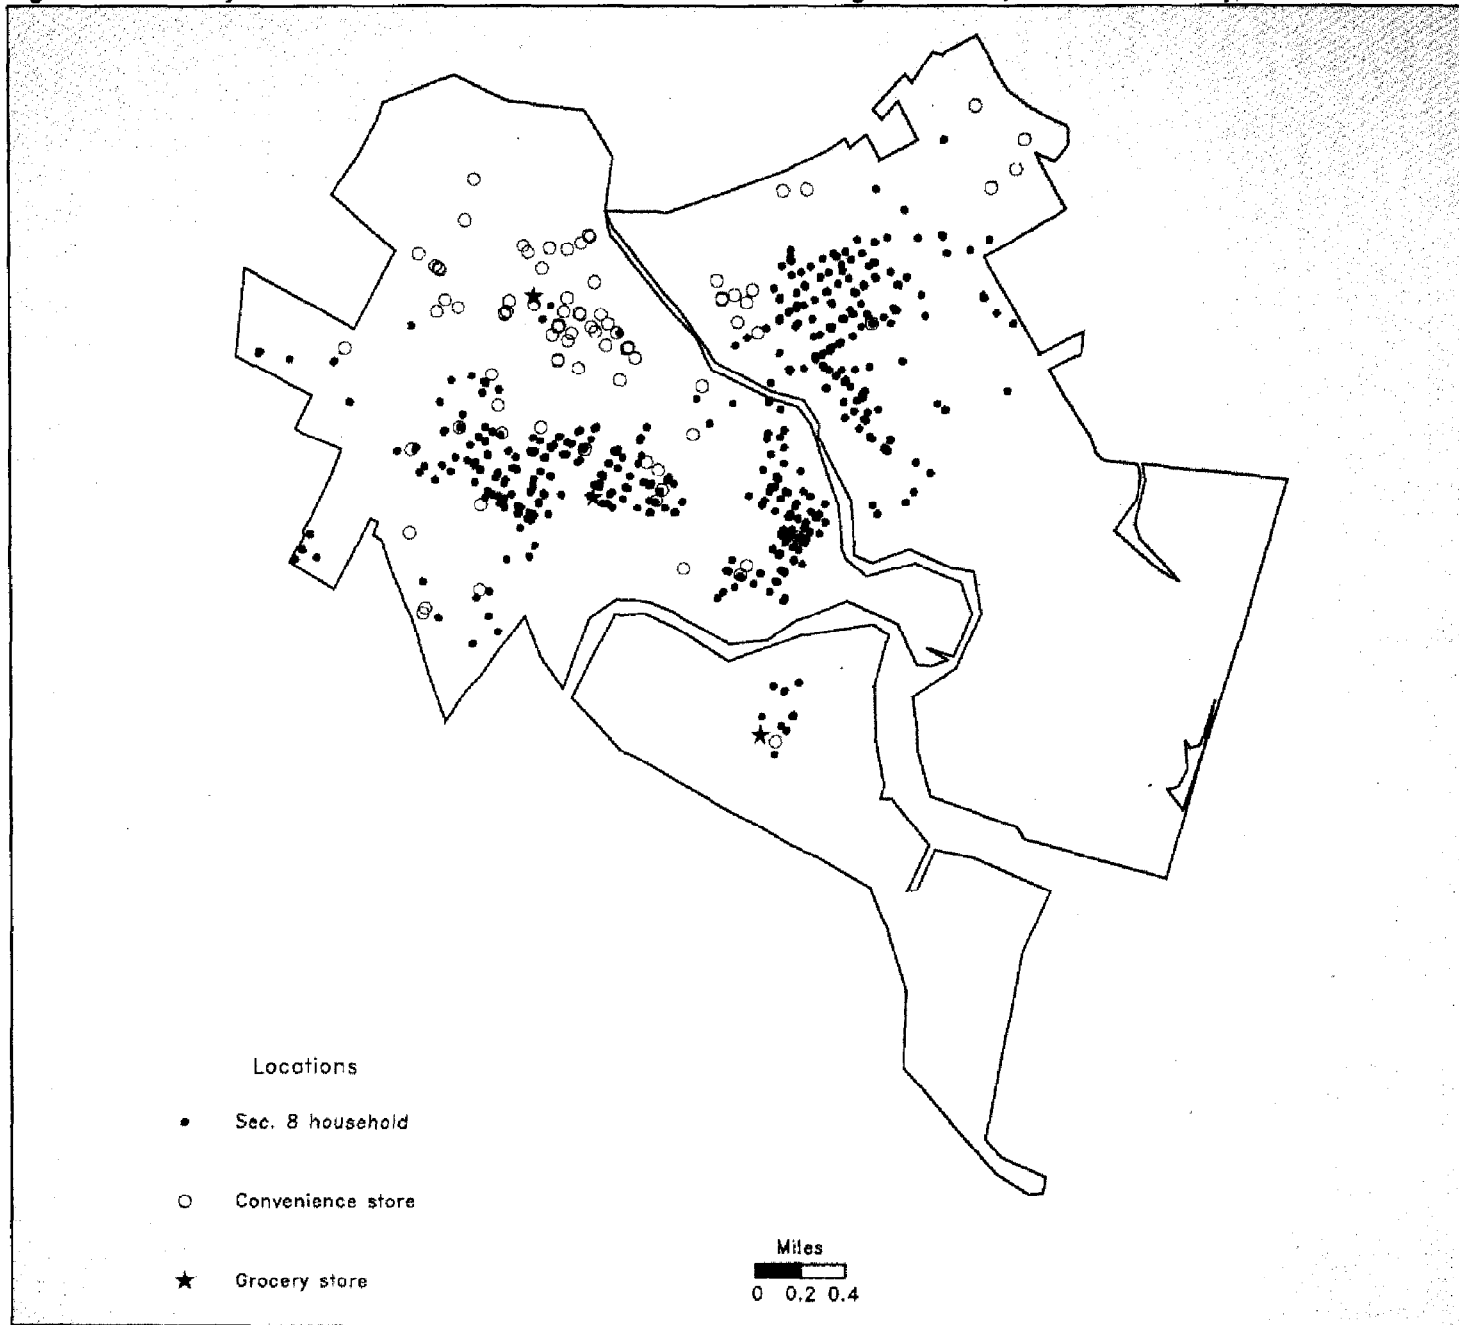 Locations
Sec. 8 household
Convenience store
Grocery store
Miles
0 0.2 0.4